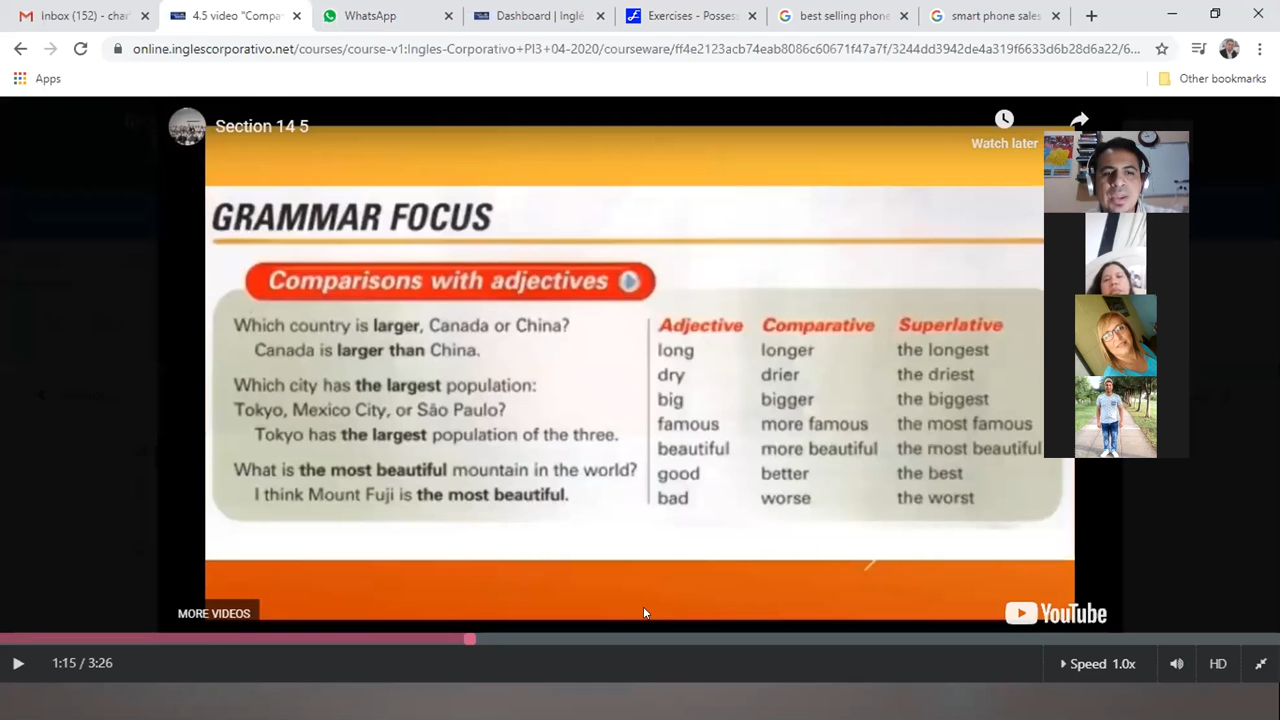 Inbox (152) - char
4.5 video "Compa
WhatsApp
Dashboard | Inglé
Exercises - Possess
best selling phone
smart phone sales
online.inglescorporativo.net/courses/course-v1:Ingles-Corporativo+PI3+04-2020/courseware/ff4e2123acb74eab8086c60671f47a7f/3244dd3942de4a319f6633d6b28d6a22/6...
Apps
Other bookmarks
Section 14 5
Watch later
GRAMMAR FOCUS
Comparisons with adjectives
Which country is larger, Canada or China?
Canada is larger than China.
Which city has the largest population:
Tokyo, Mexico City, or São Paulo?
Tokyo has the largest population of the three.
What is the most beautiful mountain in the world?
I think Mount Fuji is the most beautiful.
Adjective Comparative Superlative
long longer the longest
dry drier the driest
big bigger the biggest
famous more famous the most famous
beautiful more beautiful the most beautiful
good better the best
bad worse the worst
MORE VIDEOS
YouTube
1:15 / 3:26
Speed 1.0x
HD